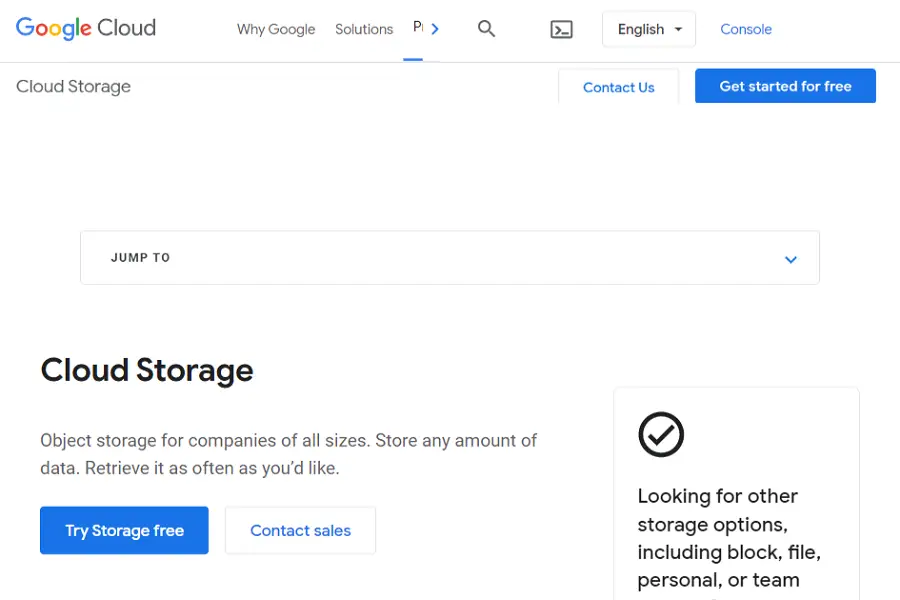 Google Cloud
Why Google
Solutions
English
Console
Cloud Storage
Contact Us
Get started for free
JUMP TO
Cloud Storage
Object storage for companies of all sizes. Store any amount of
data. Retrieve it as often as you’d like.
Try Storage free
Contact sales
Looking for other
storage options,
including block, file,
personal, or team